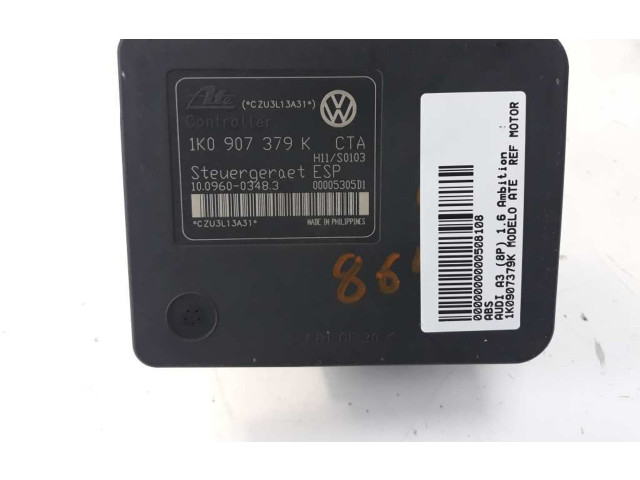 Ate (*CZU3L13A31*)
Controller
1K0 907 379 K CTA
H11/S0103
Steuergeraet ESP
10.0960-0348.3 00005305D1
*CZU3L13A31* MADE IN PHILIPPINES
86
0000000000000508108
ABS
AUDI A3 (8P) 1.6 Ambition
1K0907379K MODELO ATE REF MOTOR